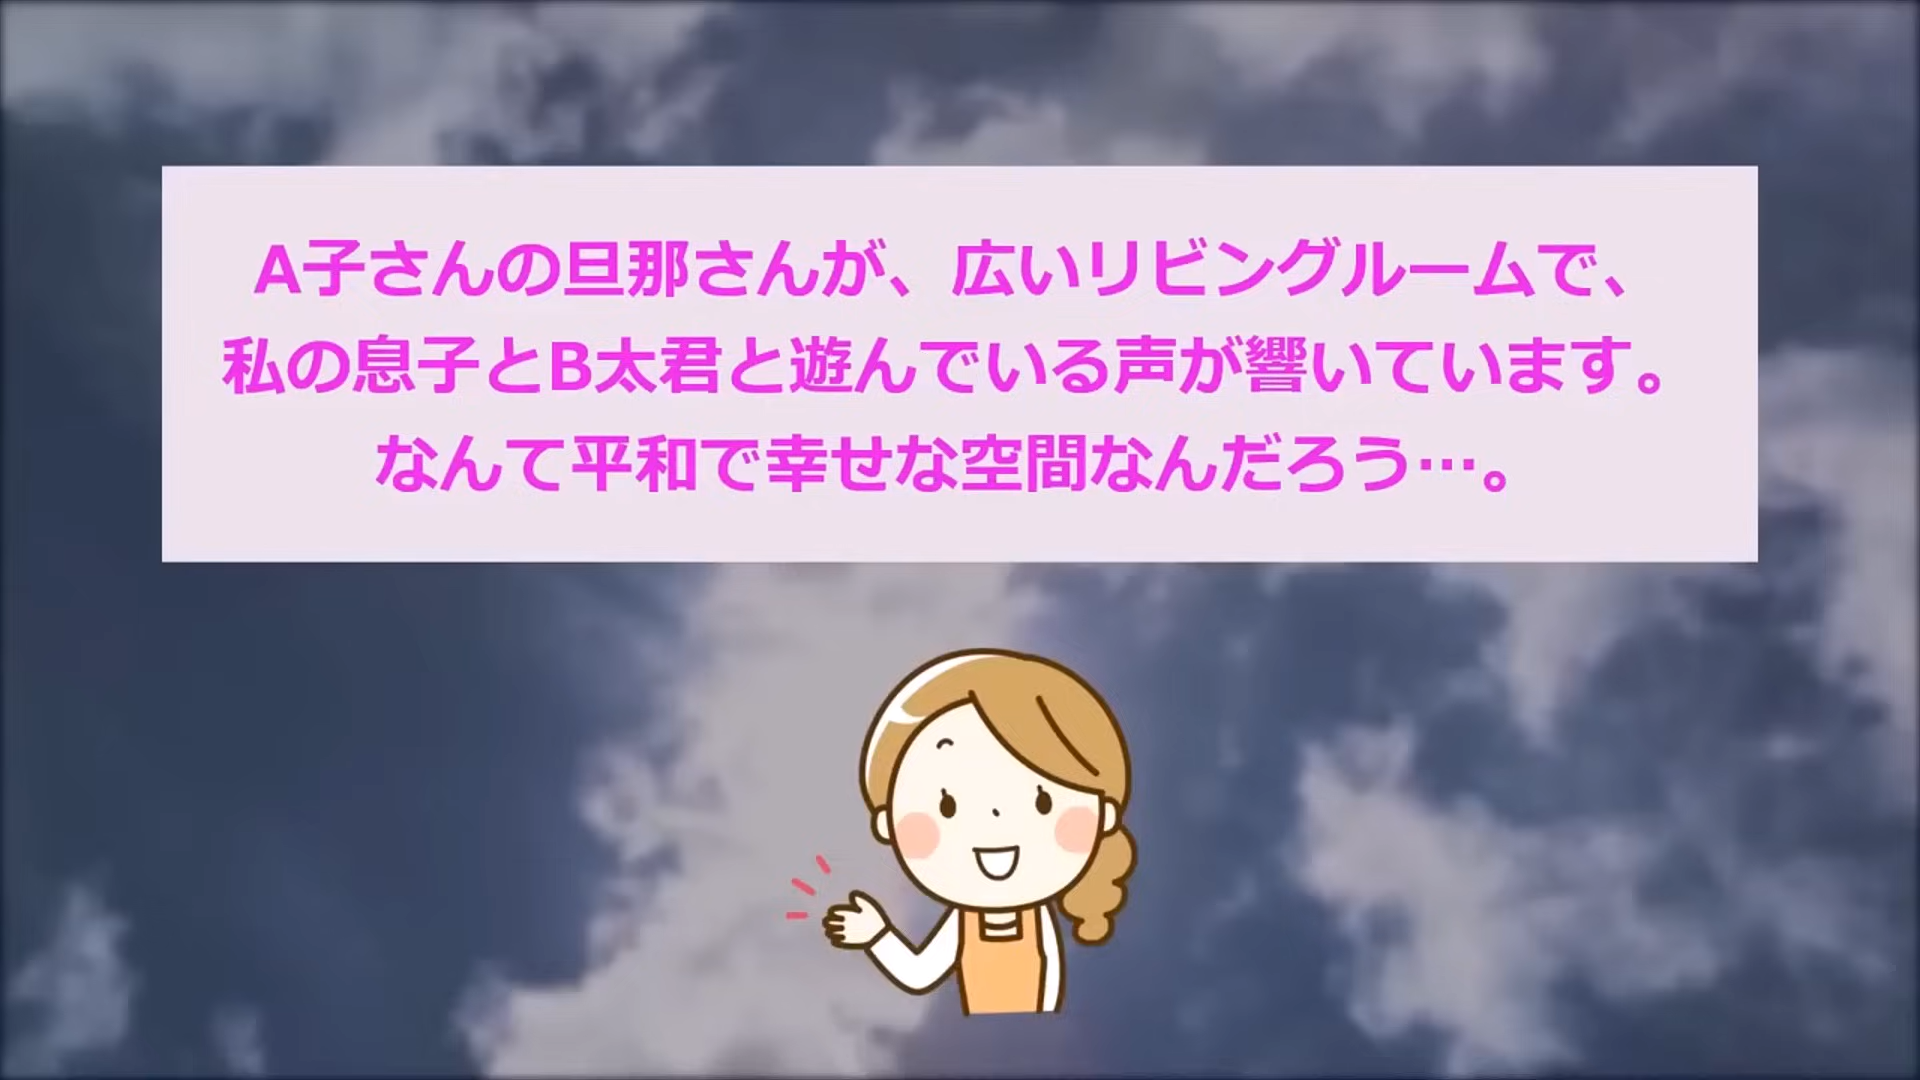 A子さんの旦那さんが、広いリビングルームで、
私の息子とB太君と遊んでいる声が響いています。
なんて平和で幸せな空間なんだろう…。